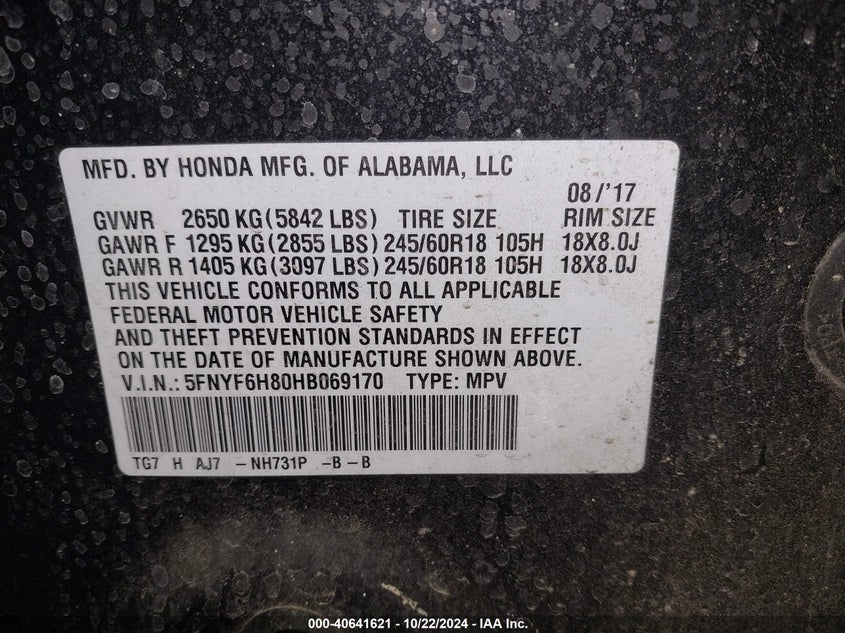 MFD. BY HONDA MFG. OF ALABAMA, LLC
08/'17
GVWR 2650 KG(5842 LBS) TIRE SIZE RIM SIZE
GAWR F 1295 KG(2855 LBS) 245/60R18 105H 18X8.0J
GAWR R 1405 KG(3097 LBS) 245/60R18 105H 18X8.0J
THIS VEHICLE CONFORMS TO ALL APPLICABLE
FEDERAL MOTOR VEHICLE SAFETY
AND THEFT PREVENTION STANDARDS IN EFFECT
ON THE DATE OF MANUFACTURE SHOWN ABOVE.
V.I.N.: 5FNYF6H80HB069170 TYPE: MPV
TG7 H AJ7 -NH731P -B-B
000-40641621 - 10/22/2024 - IAA Inc.